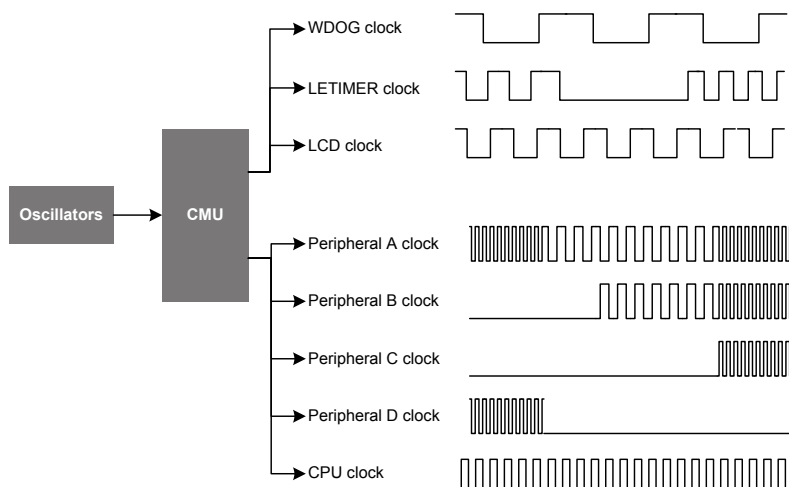 WDOG clock
LETIMER clock
LCD clock
Oscillators
CMU
Peripheral A clock
Peripheral B clock
Peripheral C clock
Peripheral D clock
CPU clock